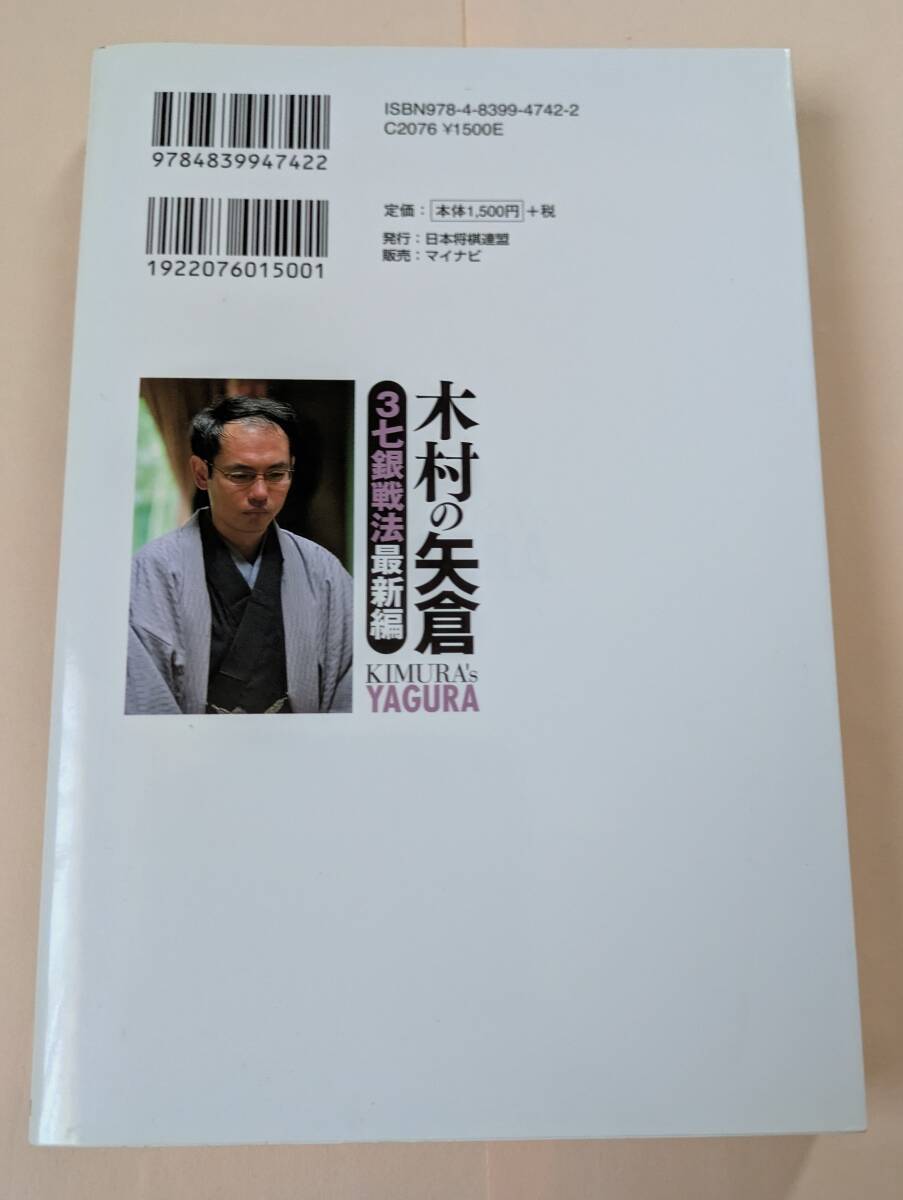 ISBN978-4-8399-4742-2
C2076 ¥1500E
9784839947422
定価：本体1,500円＋税
発行：日本将棋連盟
販売：マイナビ
1922076015001
木村の矢倉
3七銀戦法最新編
KIMURA's
YAGURA